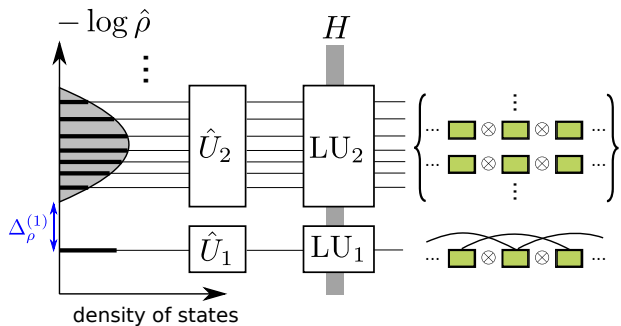 − log ρ̂
H
⋮
Û₂
LU₂
⋮
··· ⊗ ⊗ ···
··· ⊗ ⊗ ···
⋮
Δρ⁽¹⁾
Û₁
LU₁
··· ⊗ ⊗ ···
density of states